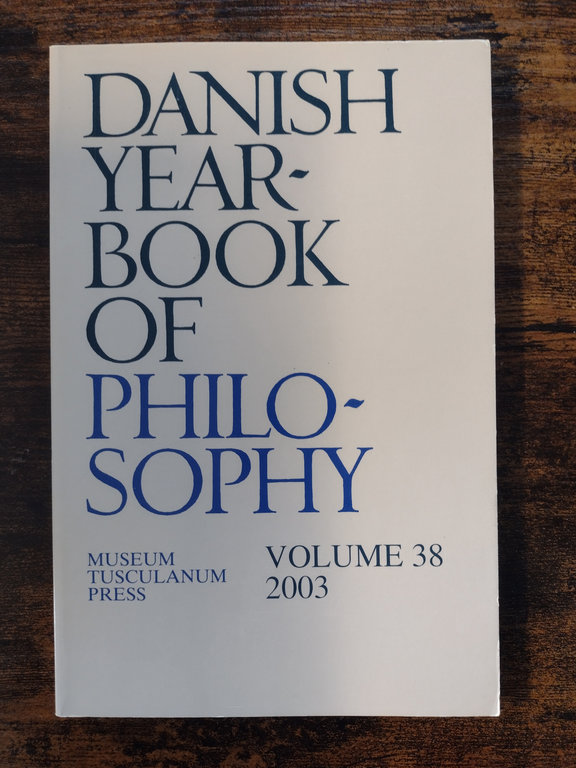 DANISH
YEAR-
BOOK
OF
PHILO-
SOPHY
MUSEUM
TUSCULANUM
PRESS
VOLUME 38
2003